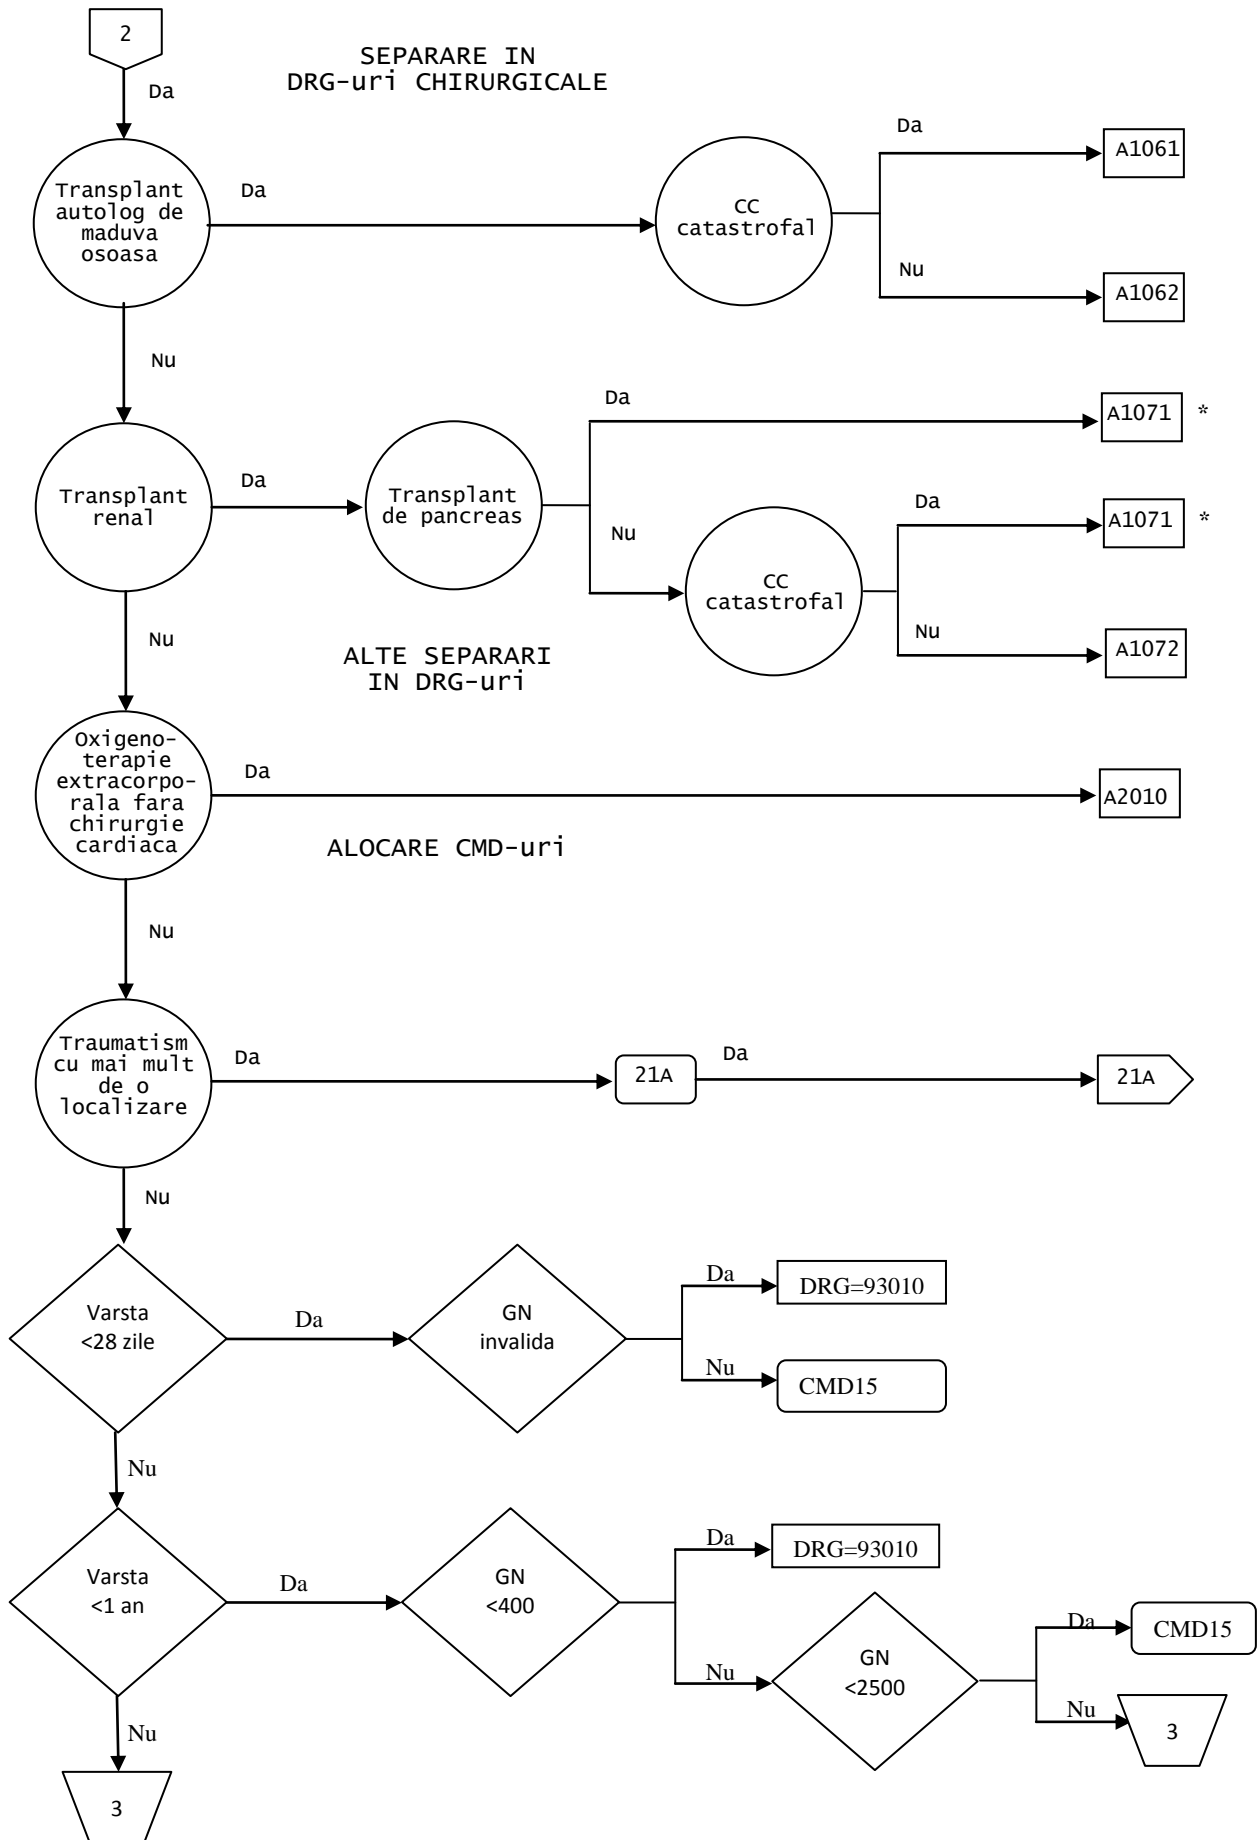 2
SEPARARE IN
DRG-uri CHIRURGICALE
Da
Transplant
autolog de
maduva
osoasa
Da
CC
catastrofal
Da
A1061
Nu
A1062
Nu
Transplant
renal
Da
Transplant
de pancreas
Da
A1071 *
Nu
CC
catastrofal
Da
A1071 *
Nu
A1072
Nu
ALTE SEPARARI
IN DRG-uri
Oxigeno-
terapie
extracorpo-
rala fara
chirurgie
cardiaca
Da
A2010
ALOCARE CMD-uri
Nu
Traumatism
cu mai mult
de o
localizare
Da
21A
Da
21A
Nu
Varsta
<28 zile
Da
GN
invalida
Da
DRG=93010
Nu
CMD15
Nu
Varsta
<1 an
Da
GN
<400
Da
DRG=93010
Nu
GN
<2500
Da
CMD15
Nu
3
Nu
3